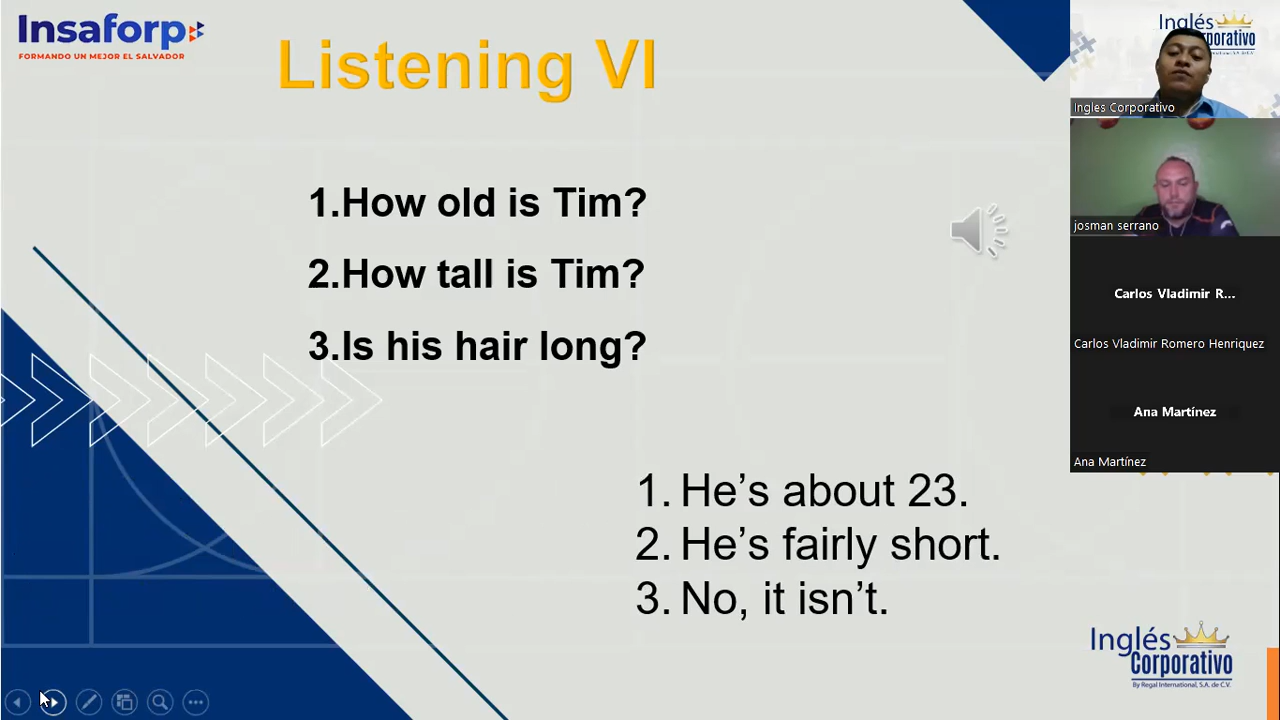 Insaforp
FORMANDO UN MEJOR EL SALVADOR
Listening VI
1.How old is Tim?
2.How tall is Tim?
3.Is his hair long?
1. He’s about 23.
2. He’s fairly short.
3. No, it isn’t.
Inglés
Corporativo
By Regal International, S.A. de C.V.
Inglés
Ingles Corporativo
josman serrano
Carlos Vladimir R...
Carlos Vladimir Romero Henriquez
Ana Martínez
Ana Martínez